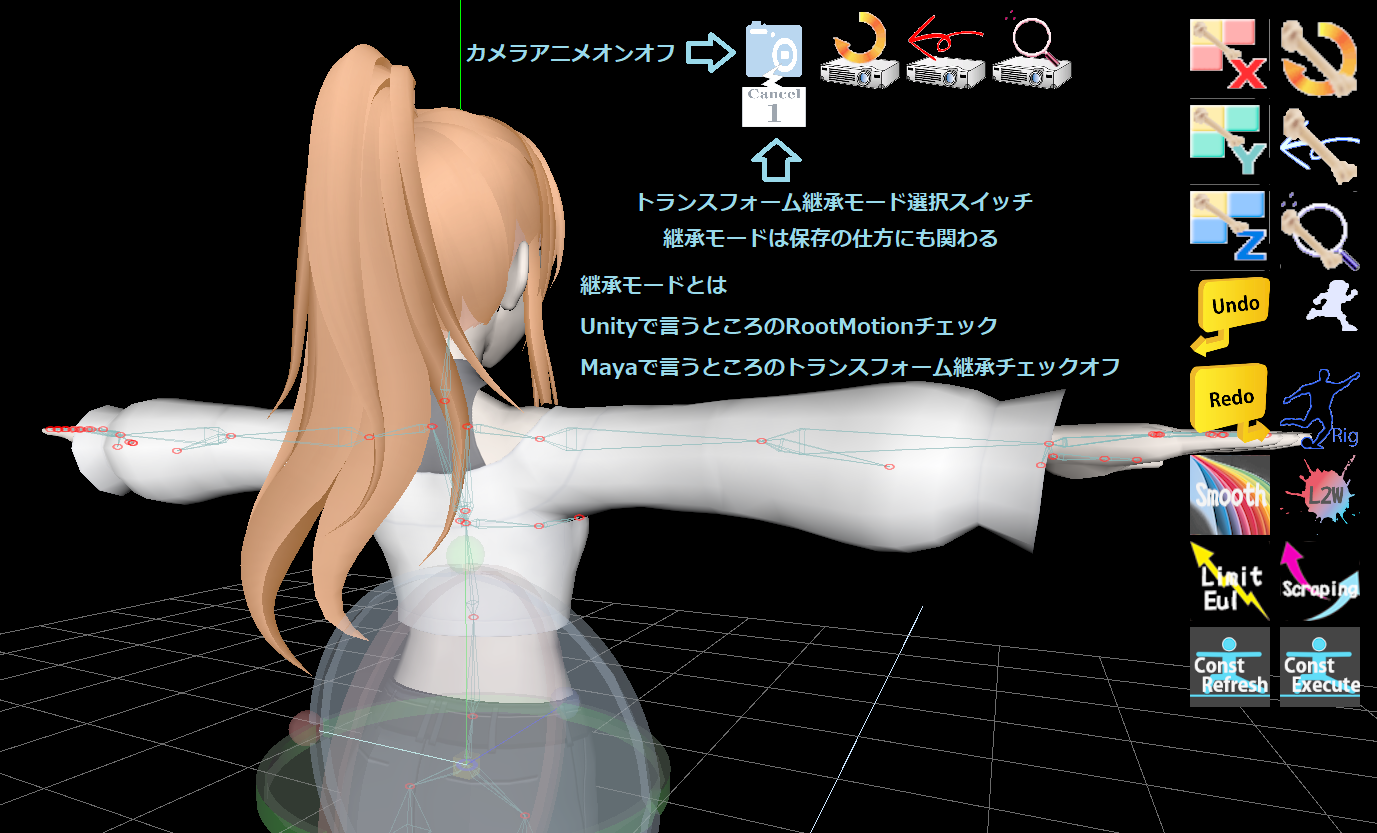 カメラアニメオンオフ
Cancel
1
トランスフォーム継承モード選択スイッチ
継承モードは保存の仕方にも関わる
継承モードとは
Unityで言うところのRootMotionチェック
Mayaで言うところのトランスフォーム継承チェックオフ
X
Y
Z
Undo
Redo
Rig
Smooth
L2W
Limit
Eul
Scraping
Const
Refresh
Const
Execute